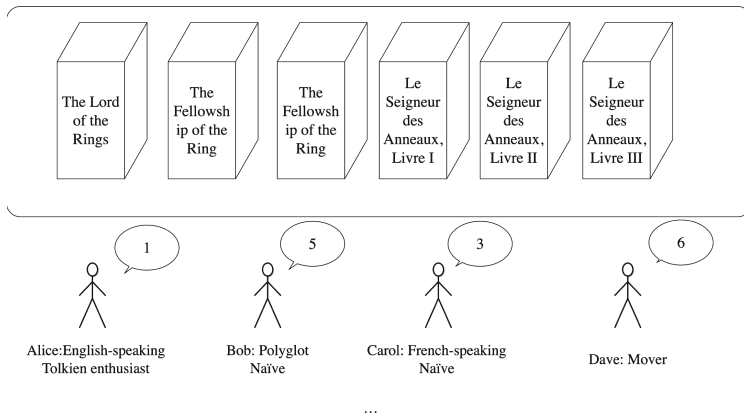 The Lord
of the
Rings
The
Fellowsh
ip of the
Ring
The
Fellowsh
ip of the
Ring
Le
Seigneur
des
Anneaux,
Livre I
Le
Seigneur
des
Anneaux,
Livre II
Le
Seigneur
des
Anneaux,
Livre III
1
5
3
6
Alice:English-speaking
Tolkien enthusiast
Bob: Polyglot
Naïve
Carol: French-speaking
Naïve
Dave: Mover
...